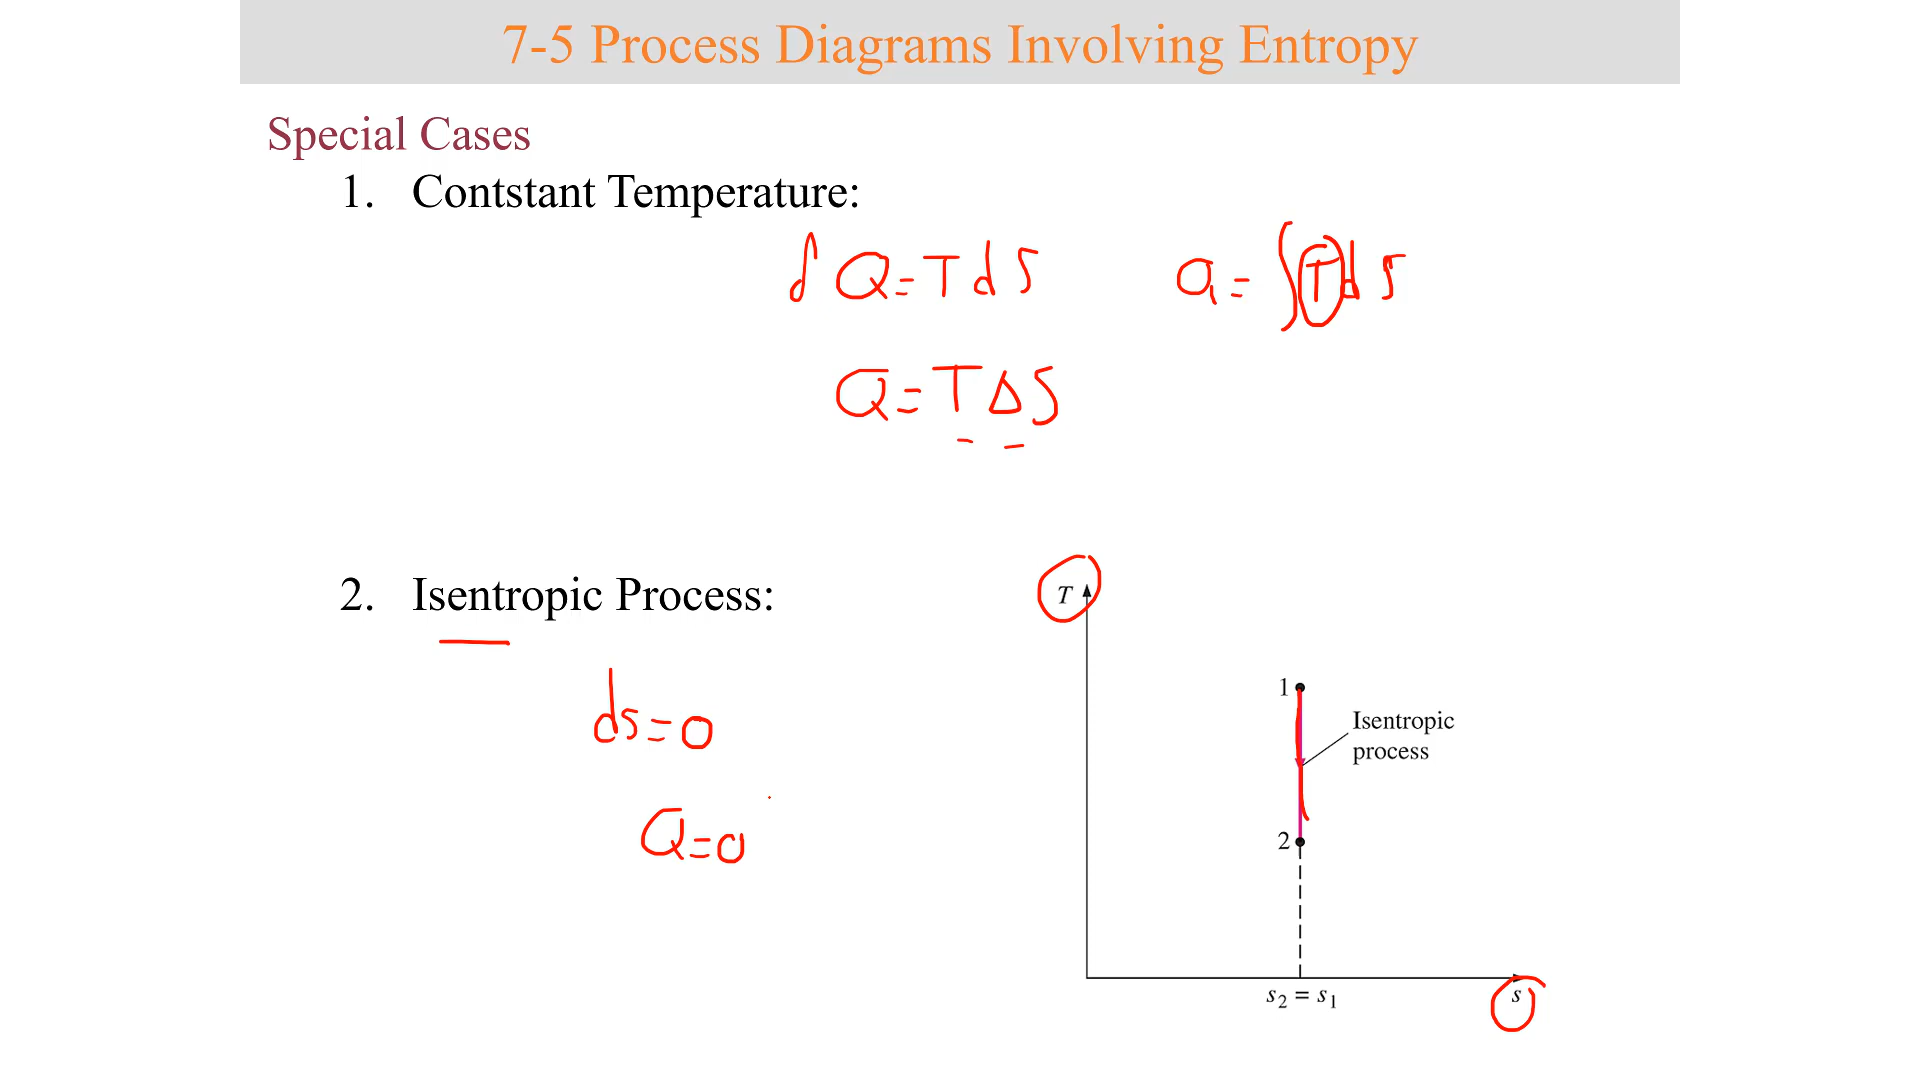 7-5 Process Diagrams Involving Entropy
Special Cases
1. Contstant Temperature:
δQ = TdS
Q = ∫TdS
Q = TΔS
2. Isentropic Process:
ds = 0
Q = 0
T
1
Isentropic
process
2
s₂ = s₁
s